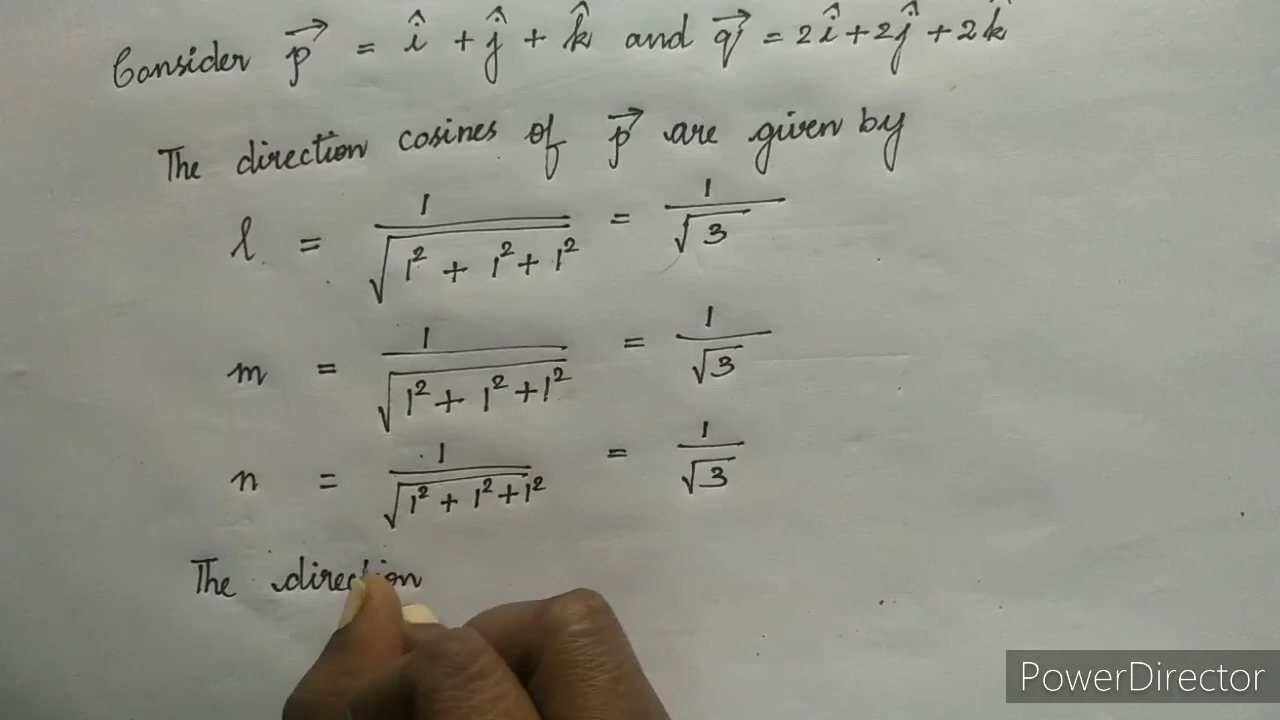 Consider p⃗ = î + ĵ + k̂ and q⃗ = 2î + 2ĵ + 2k̂
The direction cosines of p⃗ are given by
l = 1/√(1² + 1² + 1²) = 1/√3
m = 1/√(1² + 1² + 1²) = 1/√3
n = 1/√(1² + 1² + 1²) = 1/√3
The direction
PowerDirector